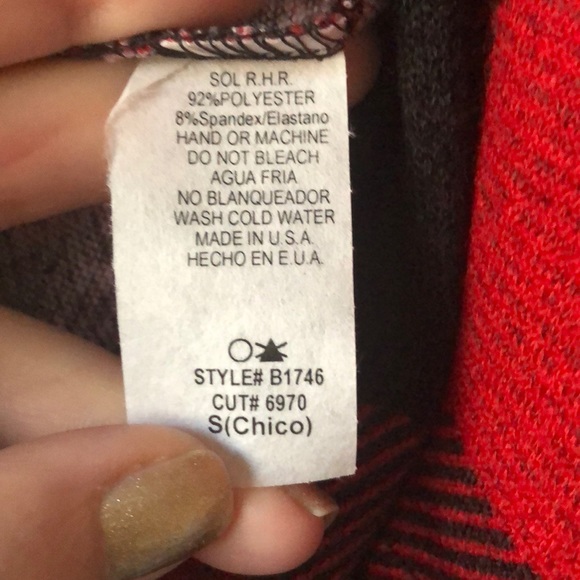 SOL R.H.R.
92%POLYESTER
8%Spandex/Elastano
HAND OR MACHINE
DO NOT BLEACH
AGUA FRIA
NO BLANQUEADOR
WASH COLD WATER
MADE IN U.S.A.
HECHO EN E.U.A.
STYLE# B1746
CUT# 6970
S(Chico)